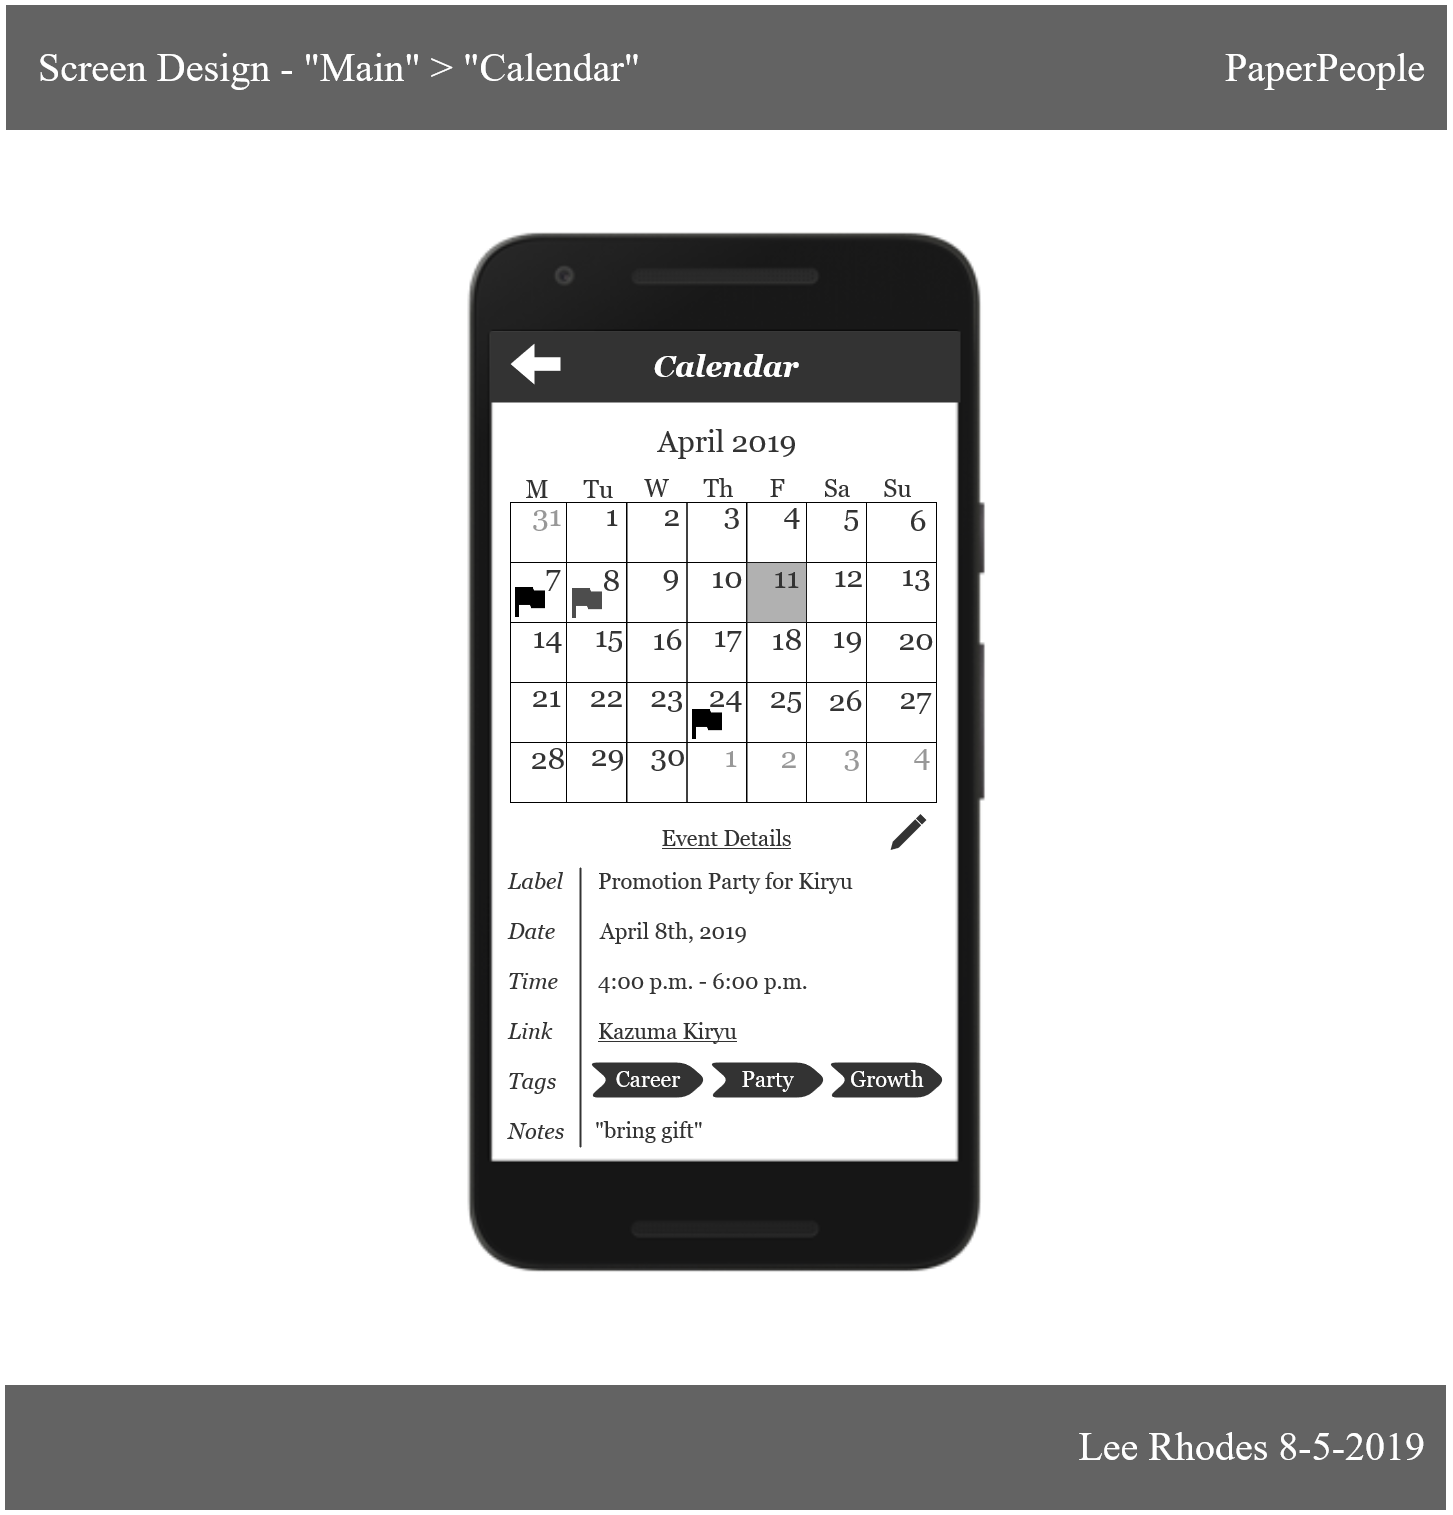 Screen Design - "Main" > "Calendar" PaperPeople
Calendar
April 2019
M Tu W Th F Sa Su
31 1 2 3 4 5 6
7 8 9 10 11 12 13
14 15 16 17 18 19 20
21 22 23 24 25 26 27
28 29 30 1 2 3 4
Event Details
Label Promotion Party for Kiryu
Date April 8th, 2019
Time 4:00 p.m. - 6:00 p.m.
Link Kazuma Kiryu
Tags Career Party Growth
Notes "bring gift"
Lee Rhodes 8-5-2019